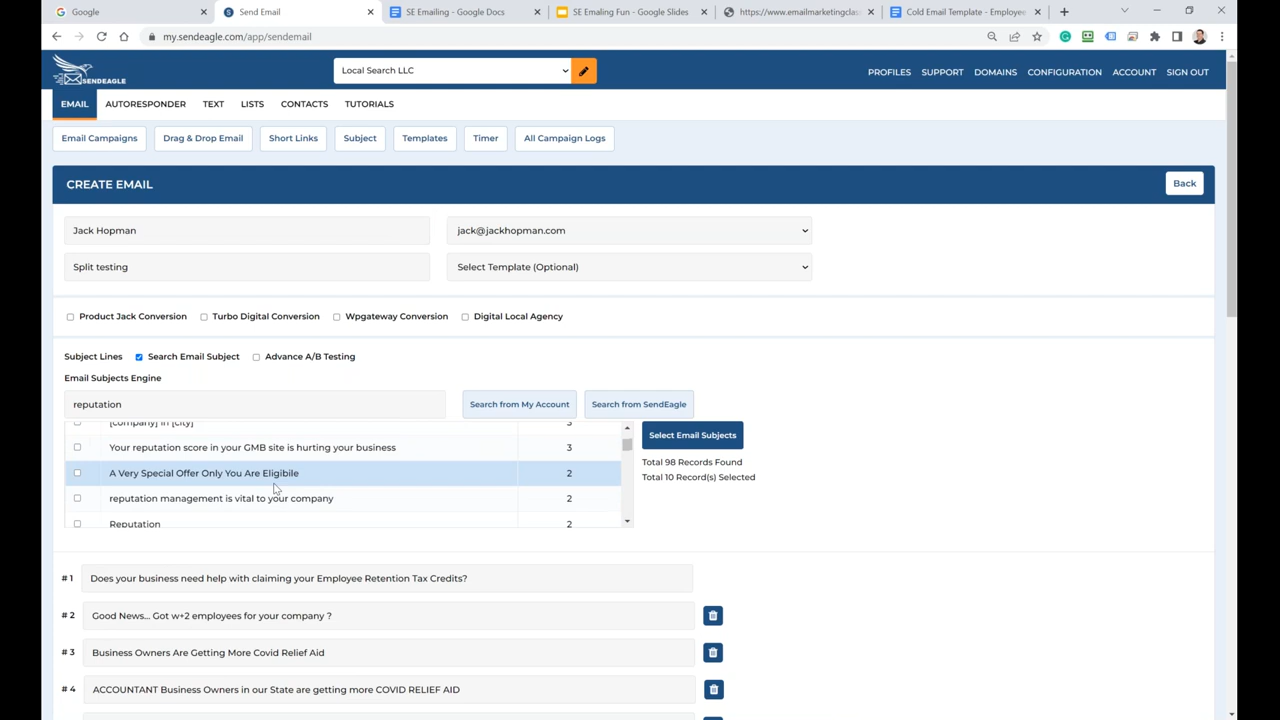 Google
Send Email
SE Emailing - Google Docs
SE Emaling Fun - Google Slides
https://www.emailmarketingclas
Cold Email Template - Employee
my.sendeagle.com/app/sendemail
SENDEAGLE
Local Search LLC
PROFILES SUPPORT DOMAINS CONFIGURATION ACCOUNT SIGN OUT
EMAIL AUTORESPONDER TEXT LISTS CONTACTS TUTORIALS
Email Campaigns Drag & Drop Email Short Links Subject Templates Timer All Campaign Logs
CREATE EMAIL
Back
Jack Hopman
jack@jackhopman.com
Split testing
Select Template (Optional)
Product Jack Conversion Turbo Digital Conversion Wpgateway Conversion Digital Local Agency
Subject Lines Search Email Subject Advance A/B Testing
Email Subjects Engine
reputation
Search from My Account
Search from SendEagle
[company] in [city] 3
Your reputation score in your GMB site is hurting your business 3
A Very Special Offer Only You Are Eligibile 2
reputation management is vital to your company 2
Reputation 2
Select Email Subjects
Total 98 Records Found
Total 10 Record(s) Selected
# 1 Does your business need help with claiming your Employee Retention Tax Credits?
# 2 Good News... Got w+2 employees for your company ?
# 3 Business Owners Are Getting More Covid Relief Aid
# 4 ACCOUNTANT Business Owners in our State are getting more COVID RELIEF AID